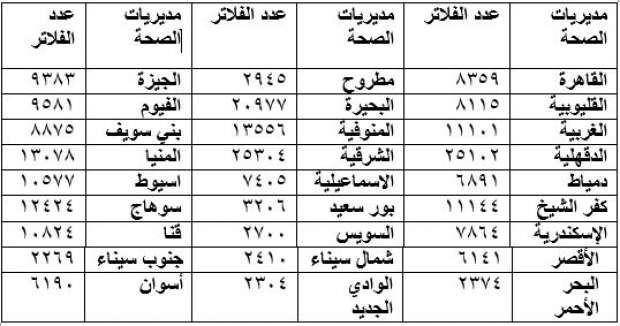 مديريات الصحة عدد الفلاتر مديريات الصحة عدد الفلاتر مديريات الصحة عدد الفلاتر
القاهرة ٨٣٥٩ مطروح ٢٩٤٥ الجيزة ٩٣٨٣
القليوبية ٨١١٥ البحيرة ٢٠٩٧٧ الفيوم ٩٥٨١
الغربية ١١١٠١ المنوفية ١٣٥٥٦ بني سويف ٨٨٧٥
الدقهلية ٢٥١٠٢ الشرقية ٢٥٣٠٤ المنيا ١٣٠٧٨
دمياط ٦٨٩١ الاسماعيلية ٧٤٠٥ اسيوط ١٠٥٧٧
كفر الشيخ ١١١٤٤ بور سعيد ٣٢٠٦ سوهاج ١٢٤٢٤
الإسكندرية ٧٨٦٤ السويس ٢٧٠٠ قنا ١٠٨٢٤
الأقصر ٦١٤١ شمال سيناء ٢٤١٠ جنوب سيناء ٢٢٦٩
البحر الأحمر ٢٣٧٤ الوادي الجديد ٢٣٠٤ أسوان ٦١٩٠